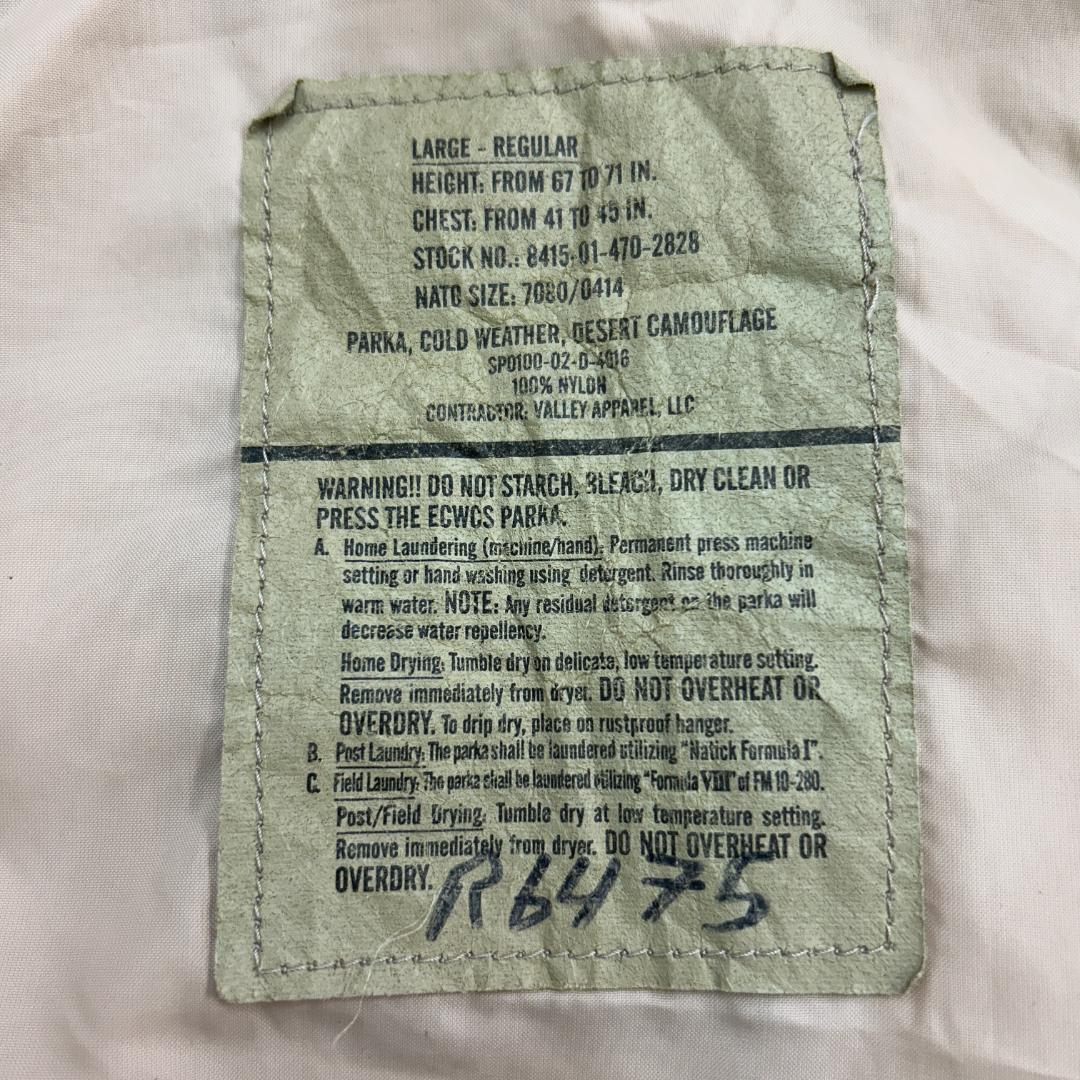 LARGE - REGULAR
HEIGHT: FROM 67 TO 71 IN.
CHEST: FROM 41 TO 45 IN.
STOCK NO.: 8415-01-470-2828
NATO SIZE: 7080/0414
PARKA, COLD WEATHER, DESERT CAMOUFLAGE
SP0100-02-D-4016
100% NYLON
CONTRACTOR: VALLEY APPAREL, LLC
WARNING!! DO NOT STARCH, BLEACH, DRY CLEAN OR
PRESS THE ECWCS PARKA.
A. Home Laundering (machine/hand): Permanent press machine
setting or hand washing using detergent. Rinse thoroughly in
warm water. NOTE: Any residual detergent on the parka will
decrease water repellency.
Home Drying: Tumble dry on delicate, low temperature setting.
Remove immediately from dryer. DO NOT OVERHEAT OR
OVERDRY. To drip dry, place on rustproof hanger.
B. Post Laundry: The parka shall be laundered utilizing "Natick Formula I".
C. Field Laundry: The parka shall be laundered utilizing "Formula VIII" of FM 10-280.
Post/Field Drying: Tumble dry at low temperature setting.
Remove immediately from dryer. DO NOT OVERHEAT OR
OVERDRY.
R6475